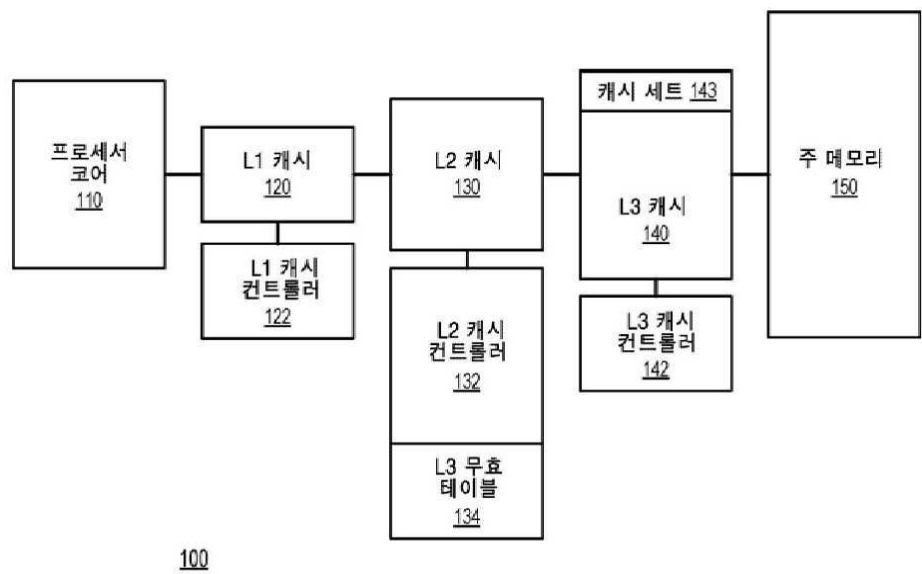 프로세서
코어
110
L1 캐시
120
L1 캐시
컨트롤러
122
L2 캐시
130
L2 캐시
컨트롤러
132
L3 무효
테이블
134
캐시 세트 143
L3 캐시
140
L3 캐시
컨트롤러
142
주 메모리
150
100